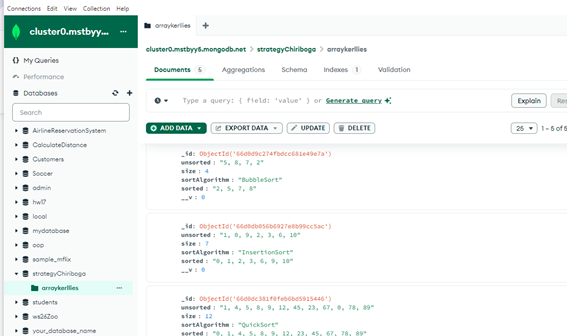 Connections Edit View Collection Help
cluster0.mstbyy... ...
arraykerllies +
cluster0.mstbyy5.mongodb.net > strategyChiriboga > arraykerllies
{} My Queries
Performance
Databases
Search
AirlineReservationSystem
CalculateDistance
Customers
Soccer
admin
hw17
local
mydatabase
oop
sample_mflix
strategyChiriboga
arraykerllies ...
students
ws26Zoo
your_database_name
Documents 5 Aggregations Schema Indexes 1 Validation
Type a query: { field: 'value' } or Generate query
Explain Res
ADD DATA EXPORT DATA UPDATE DELETE
25 1 – 5 of 5
_id: ObjectId('66d0d9c274fbdcc681e49e7a')
unsorted : "5, 8, 7, 2"
size : 4
sortAlgorithm : "BubbleSort"
sorted : "2, 5, 7, 8"
__v : 0
_id: ObjectId('66d0db056b6927e8b99cc5ac')
unsorted : "1, 0, 9, 2, 3, 6, 10"
size : 7
sortAlgorithm : "InsertionSort"
sorted : "0, 1, 2, 3, 6, 9, 10"
__v : 0
_id: ObjectId('66d0dc381f0feb6bd5915446')
unsorted : "1, 4, 5, 8, 9, 12, 45, 23, 67, 0, 78, 89"
size : 12
sortAlgorithm : "QuickSort"
sorted : "0, 1, 4, 5, 8, 9, 12, 23, 45, 67, 78, 89"